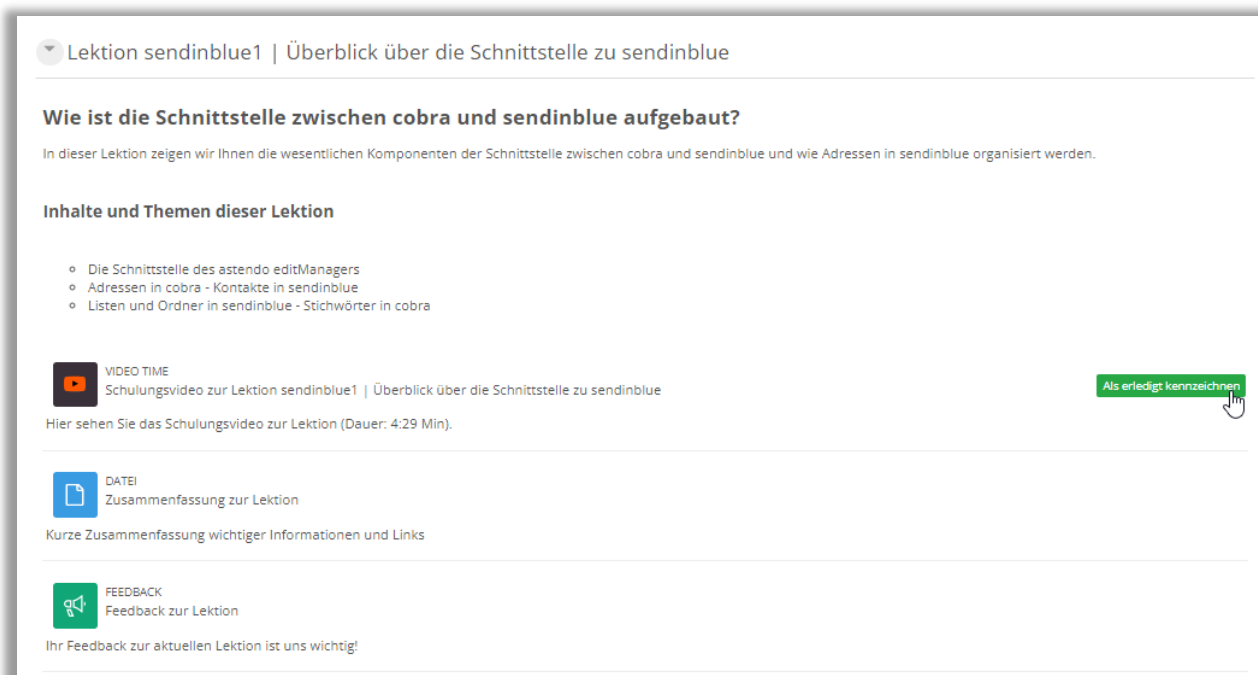 Lektion sendinblue1 | Überblick über die Schnittstelle zu sendinblue
Wie ist die Schnittstelle zwischen cobra und sendinblue aufgebaut?
In dieser Lektion zeigen wir Ihnen die wesentlichen Komponenten der Schnittstelle zwischen cobra und sendinblue und wie Adressen in sendinblue organisiert werden.
Inhalte und Themen dieser Lektion
Die Schnittstelle des astendo editManagers
Adressen in cobra - Kontakte in sendinblue
Listen und Ordner in sendinblue - Stichwörter in cobra
VIDEO TIME
Schulungsvideo zur Lektion sendinblue1 | Überblick über die Schnittstelle zu sendinblue
Als erledigt kennzeichnen
Hier sehen Sie das Schulungsvideo zur Lektion (Dauer: 4:29 Min).
DATEI
Zusammenfassung zur Lektion
Kurze Zusammenfassung wichtiger Informationen und Links
FEEDBACK
Feedback zur Lektion
Ihr Feedback zur aktuellen Lektion ist uns wichtig!